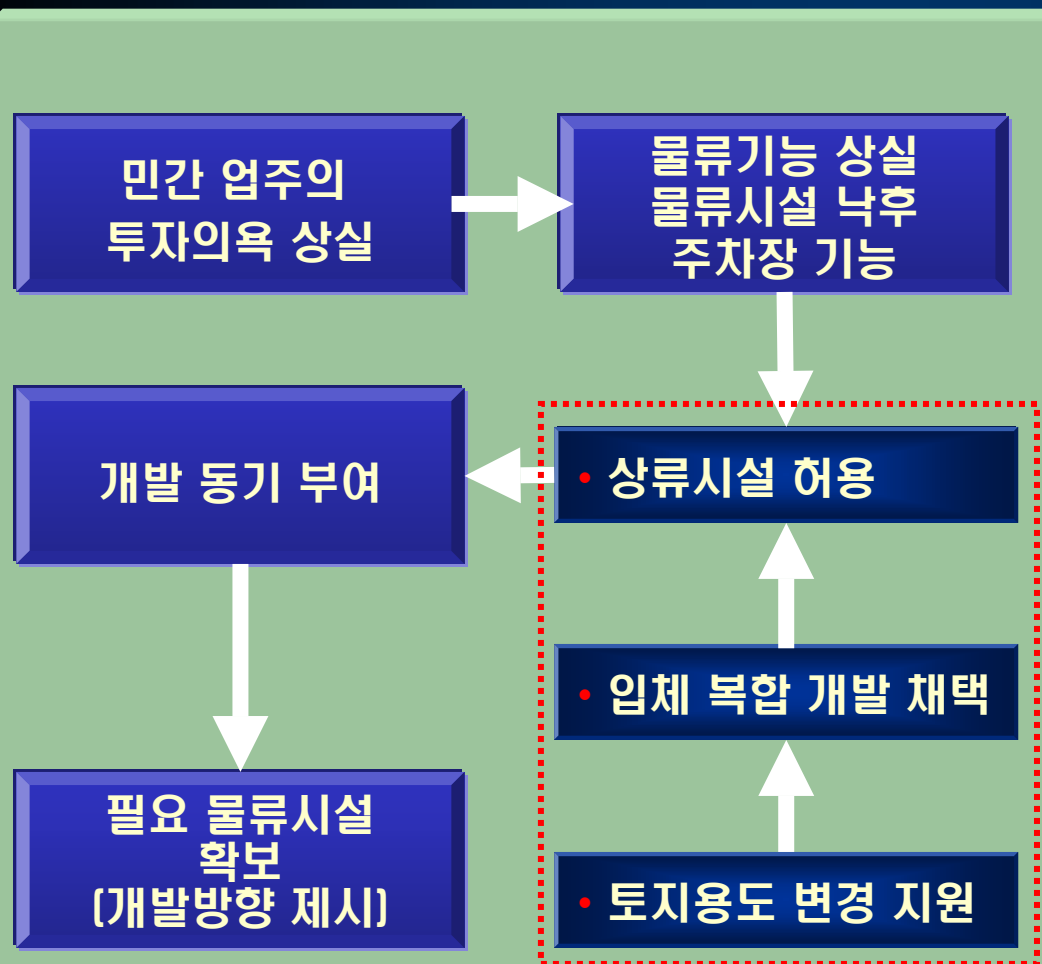 민간 업주의
투자의욕 상실
물류기능 상실
물류시설 낙후
주차장 기능
개발 동기 부여
• 상류시설 허용
• 입체 복합 개발 채택
필요 물류시설
확보
(개발방향 제시)
• 토지용도 변경 지원